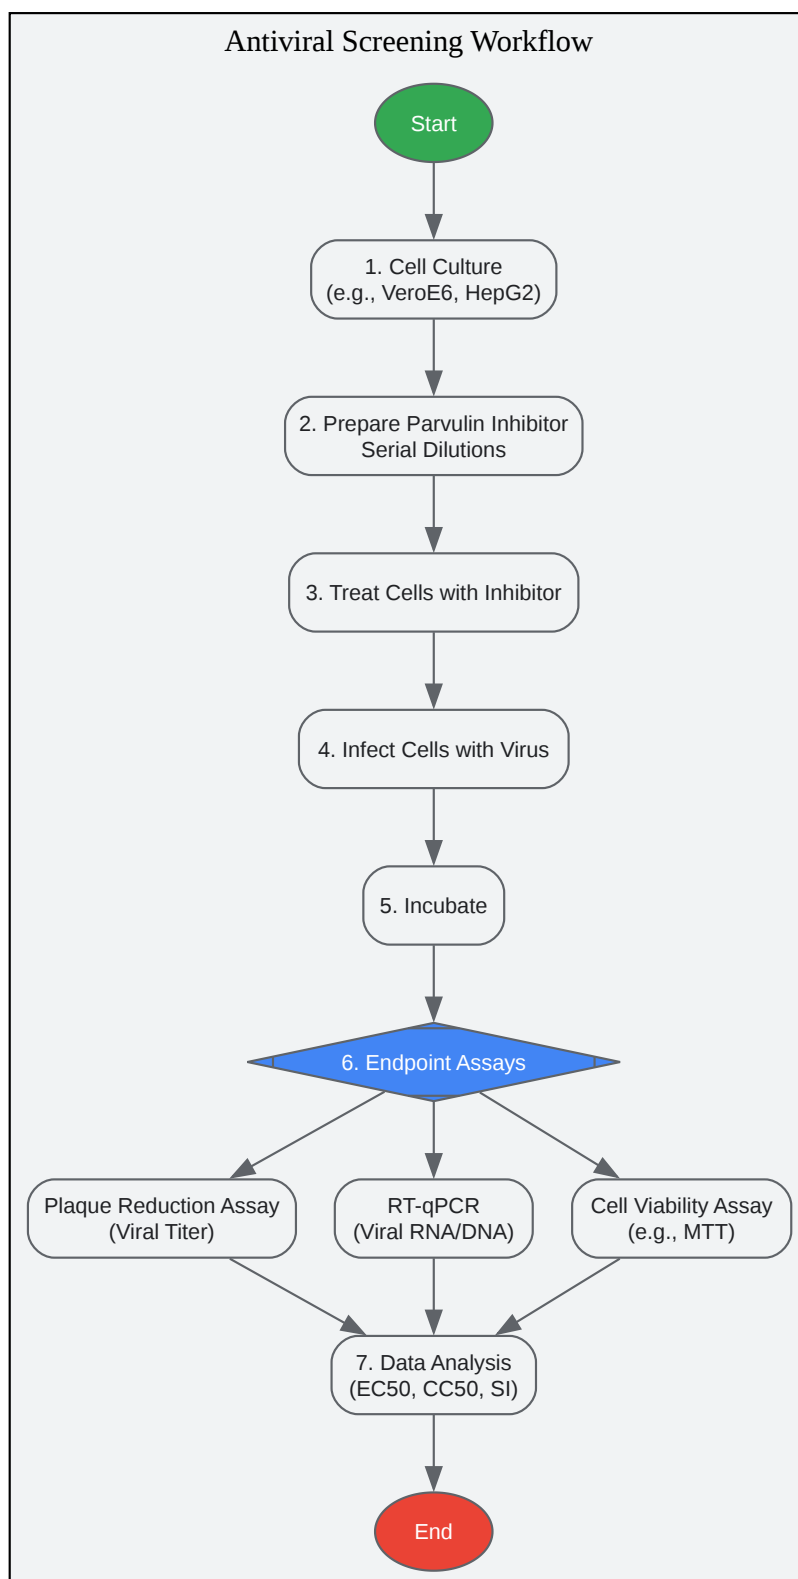 Antiviral Screening Workflow
Start
1. Cell Culture
(e.g., VeroE6, HepG2)
2. Prepare Parvulin Inhibitor
Serial Dilutions
3. Treat Cells with Inhibitor
4. Infect Cells with Virus
5. Incubate
6. Endpoint Assays
Plaque Reduction Assay
(Viral Titer)
RT-qPCR
(Viral RNA/DNA)
Cell Viability Assay
(e.g., MTT)
7. Data Analysis
(EC50, CC50, SI)
End